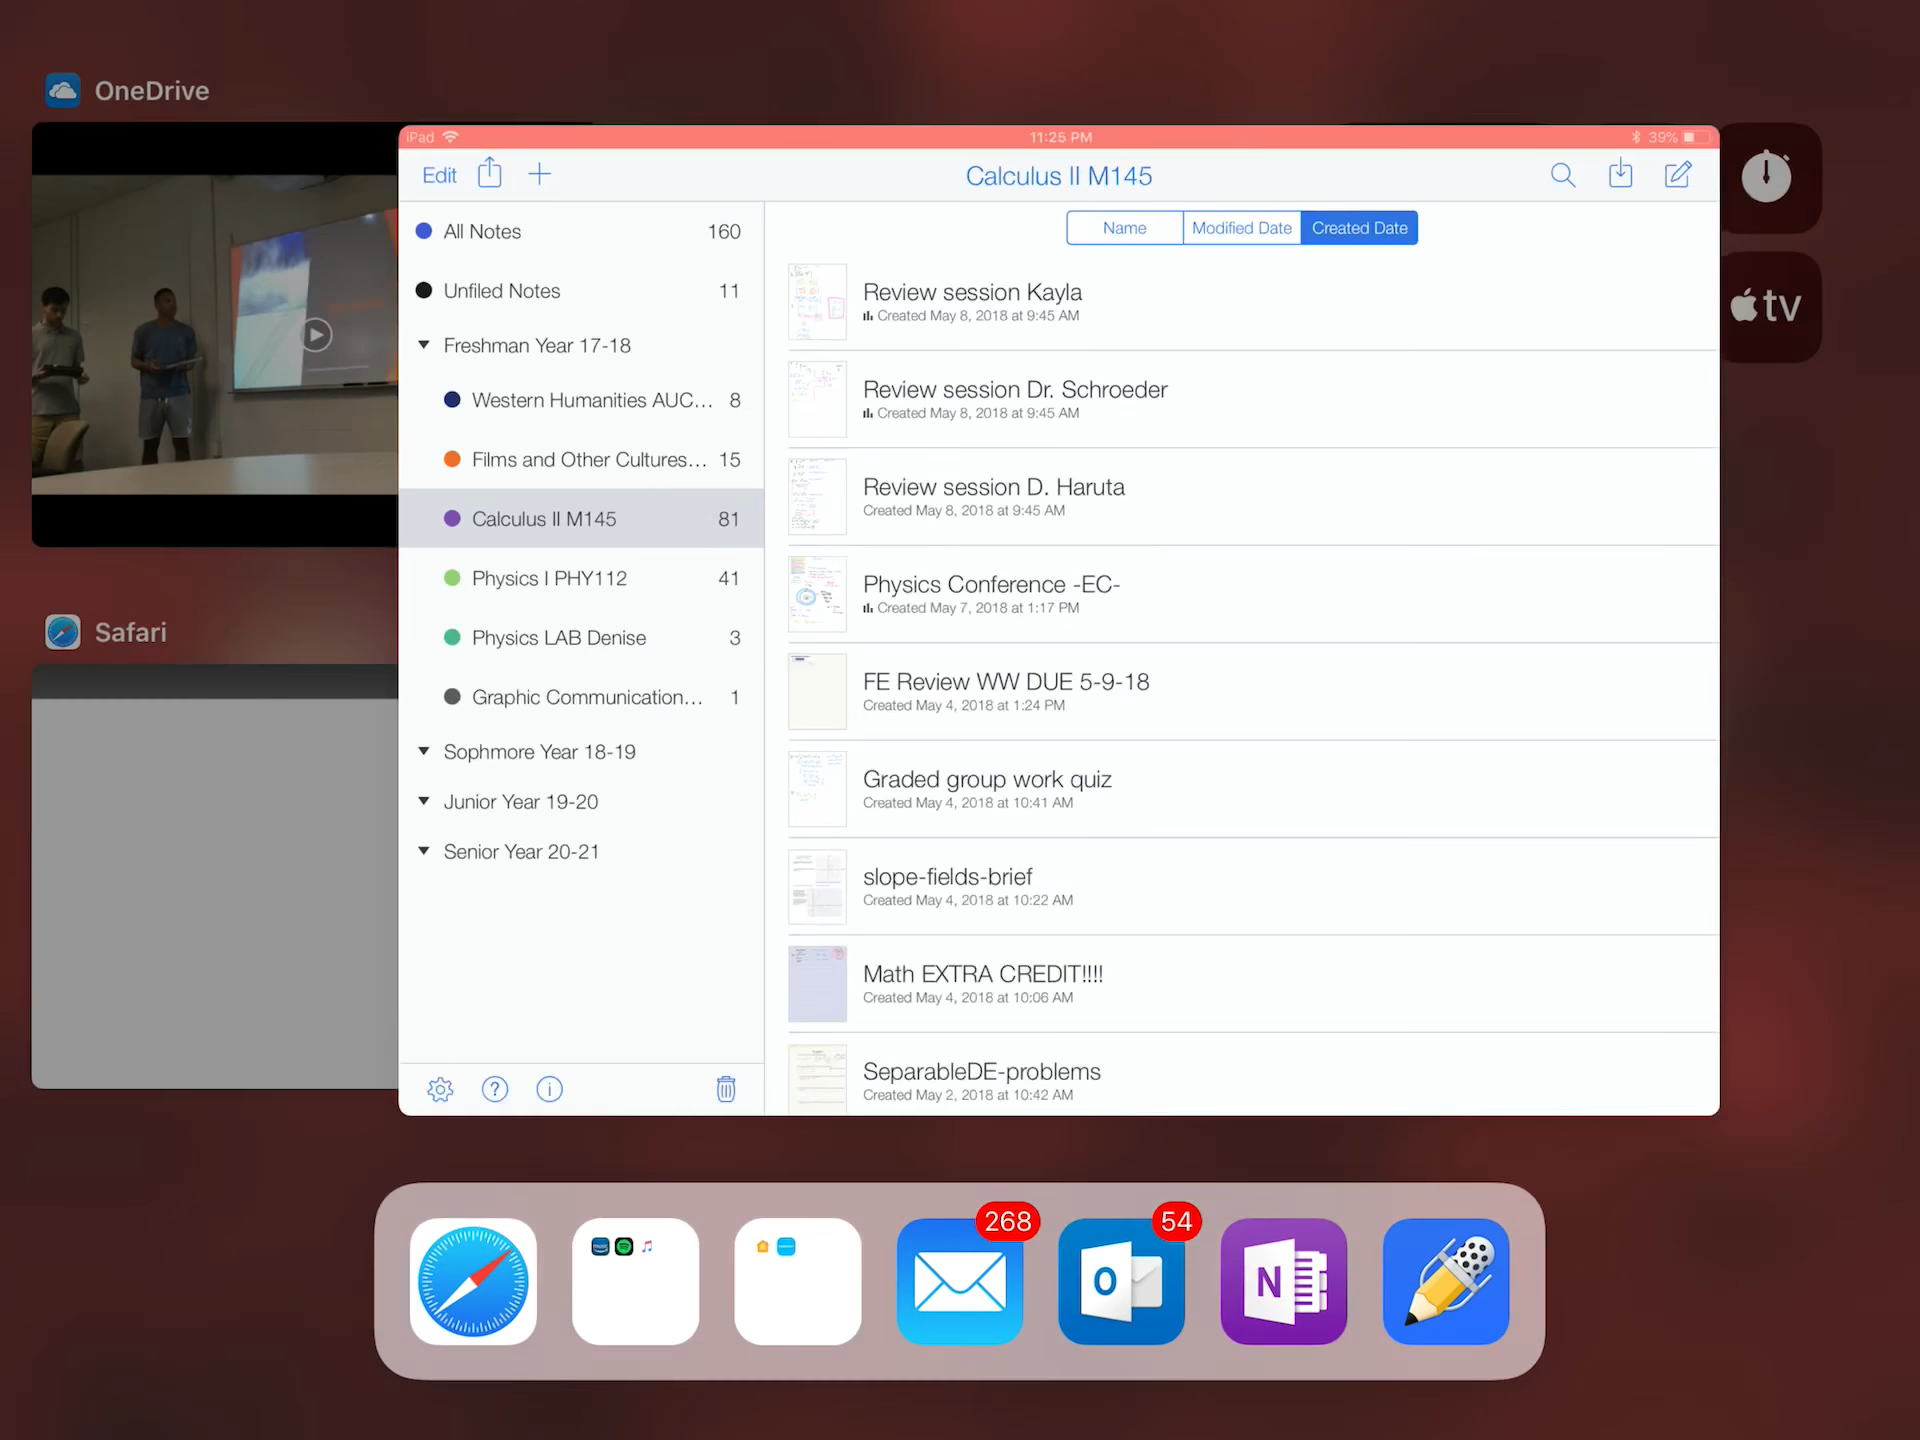 OneDrive
iPad
11:25 PM
39%
Edit
Calculus II M145
All Notes 160
Unfiled Notes 11
Freshman Year 17-18
Western Humanities AUC... 8
Films and Other Cultures... 15
Calculus II M145 81
Physics I PHY112 41
Physics LAB Denise 3
Graphic Communication... 1
Sophmore Year 18-19
Junior Year 19-20
Senior Year 20-21
Name
Modified Date
Created Date
Review session Kayla
Created May 8, 2018 at 9:45 AM
Review session Dr. Schroeder
Created May 8, 2018 at 9:45 AM
Review session D. Haruta
Created May 8, 2018 at 9:45 AM
Physics Conference -EC-
Created May 7, 2018 at 1:17 PM
FE Review WW DUE 5-9-18
Created May 4, 2018 at 1:24 PM
Graded group work quiz
Created May 4, 2018 at 10:41 AM
slope-fields-brief
Created May 4, 2018 at 10:22 AM
Math EXTRA CREDIT!!!!
Created May 4, 2018 at 10:06 AM
SeparableDE-problems
Created May 2, 2018 at 10:42 AM
tv
Safari
268
54
O
N